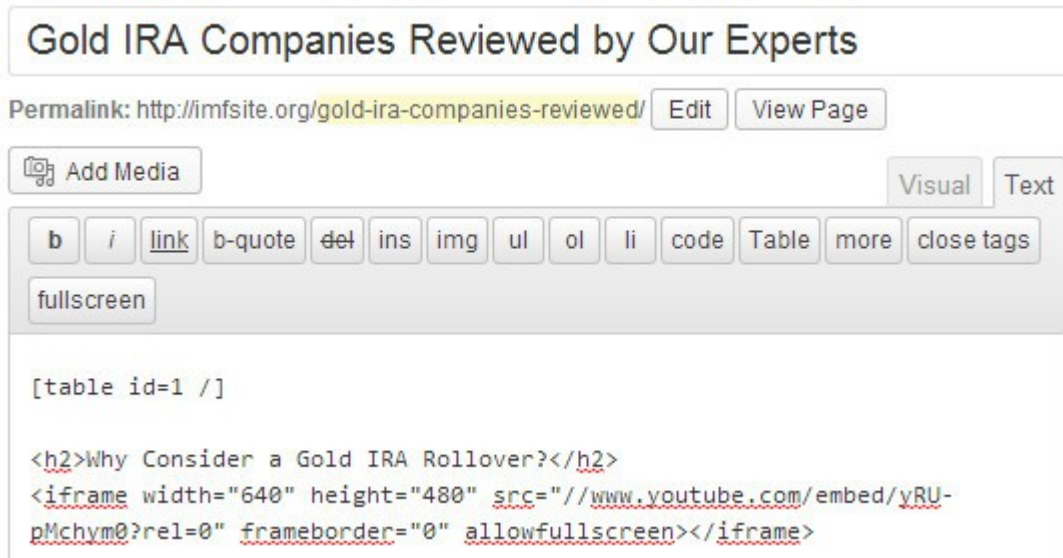 Gold IRA Companies Reviewed by Our Experts
Permalink: http://imfsite.org/gold-ira-companies-reviewed/ Edit View Page
Add Media
Visual Text
b i link b-quote del ins img ul ol li code Table more close tags
fullscreen
[table id=1 /]
<h2>Why Consider a Gold IRA Rollover?</h2>
<iframe width="640" height="480" src="//www.youtube.com/embed/yRU-
pMchym0?rel=0" frameborder="0" allowfullscreen></iframe>